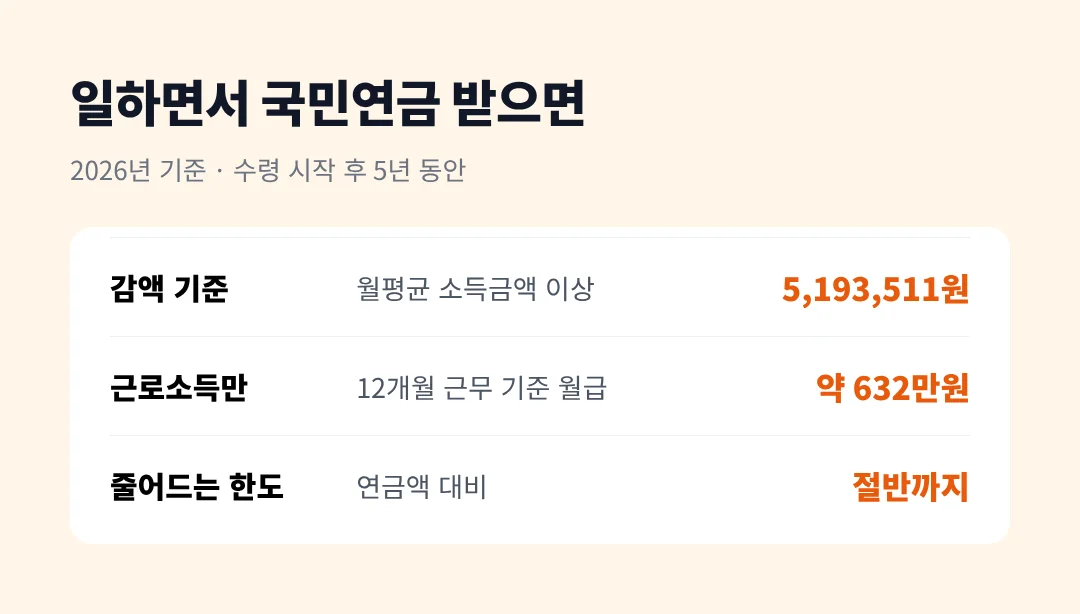 일하면서 국민연금 받으면
2026년 기준 · 수령 시작 후 5년 동안
감액 기준 월평균 소득금액 이상 5,193,511원
근로소득만 12개월 근무 기준 월급 약 632만원
줄어드는 한도 연금액 대비 절반까지